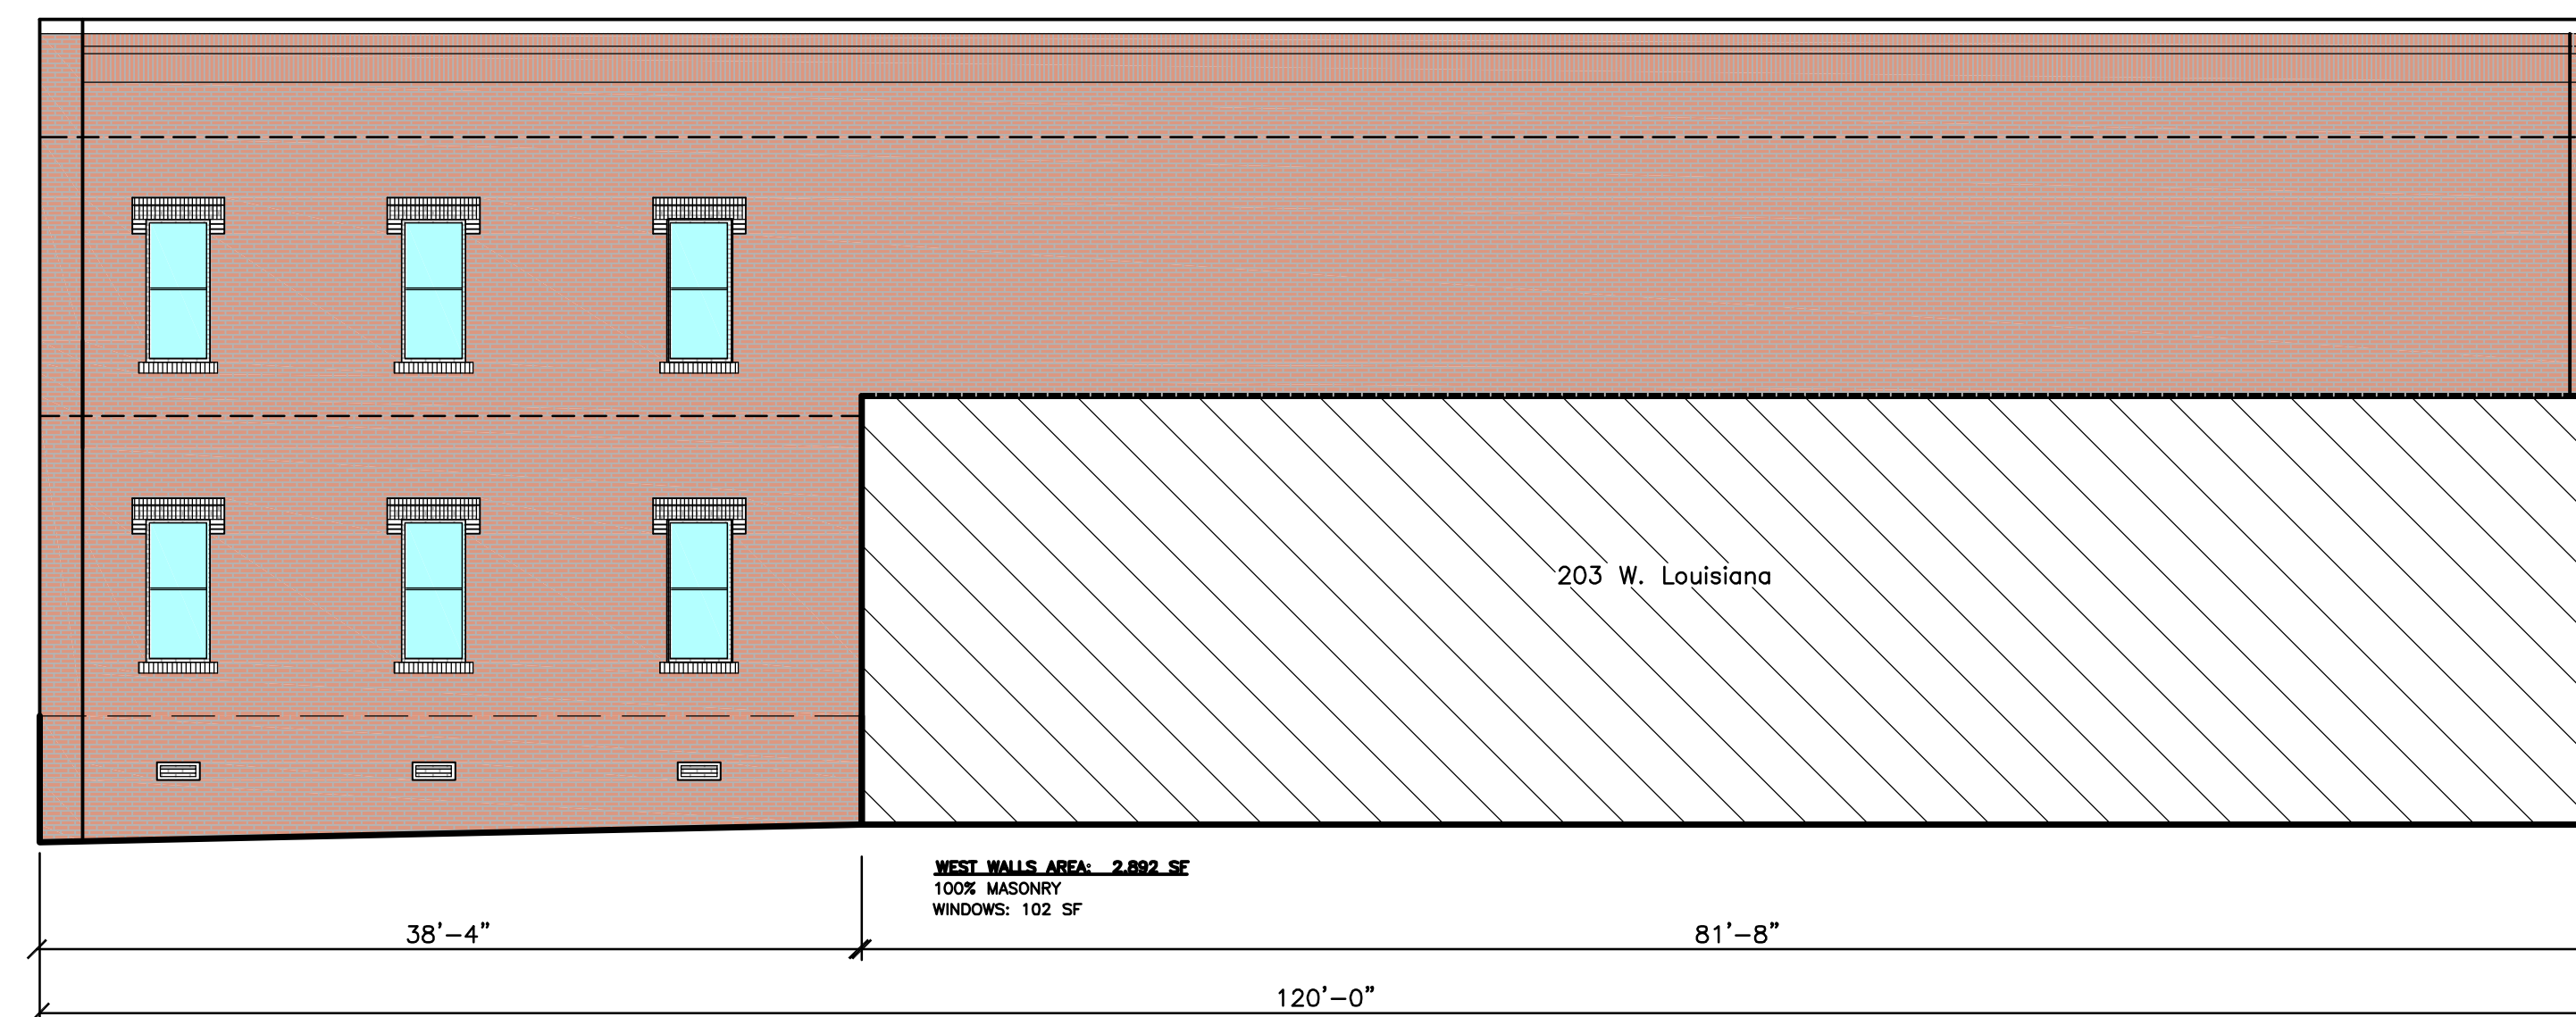 203 W. Louisiana
WEST WALLS AREA: 2.892 SF
100% MASONRY
WINDOWS: 102 SF
38'-4"
81'-8"
120'-0"